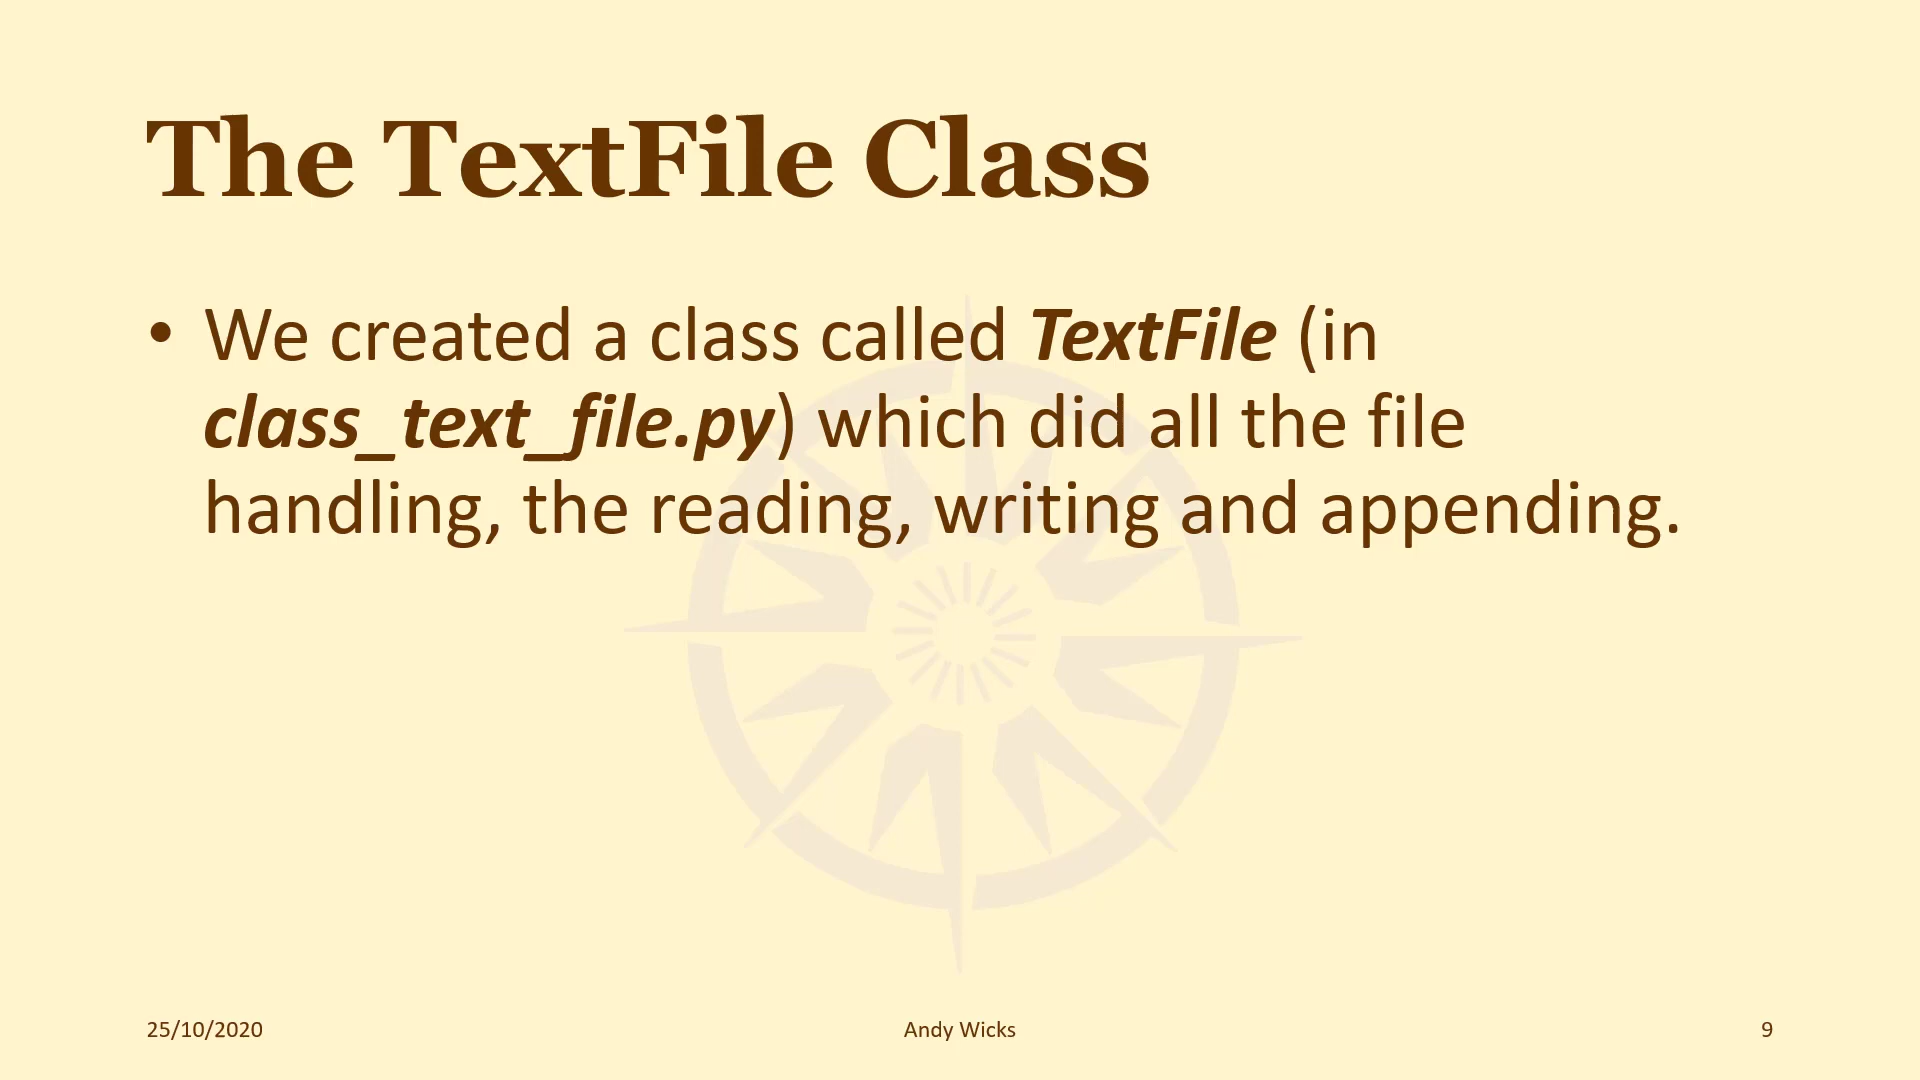 The TextFile Class
• We created a class called TextFile (in
class_text_file.py) which did all the file
handling, the reading, writing and appending.
25/10/2020
Andy Wicks
9